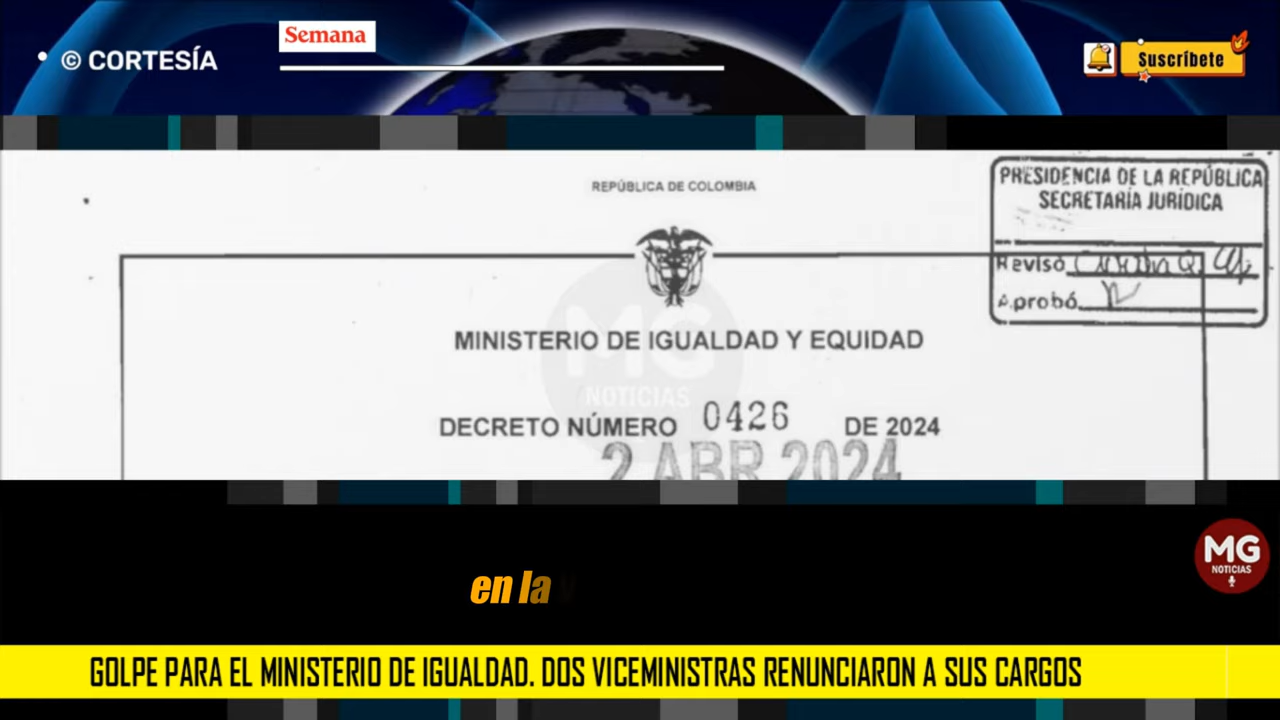 © CORTESÍA
Semana
Suscríbete
REPÚBLICA DE COLOMBIA
PRESIDENCIA DE LA REPÚBLICA
SECRETARÍA JURÍDICA
Revisó
Aprobó
MINISTERIO DE IGUALDAD Y EQUIDAD
MG
NOTICIAS
DECRETO NÚMERO 0426 DE 2024
2 ABR 2024
en la
MG
NOTICIAS
GOLPE PARA EL MINISTERIO DE IGUALDAD. DOS VICEMINISTRAS RENUNCIARON A SUS CARGOS